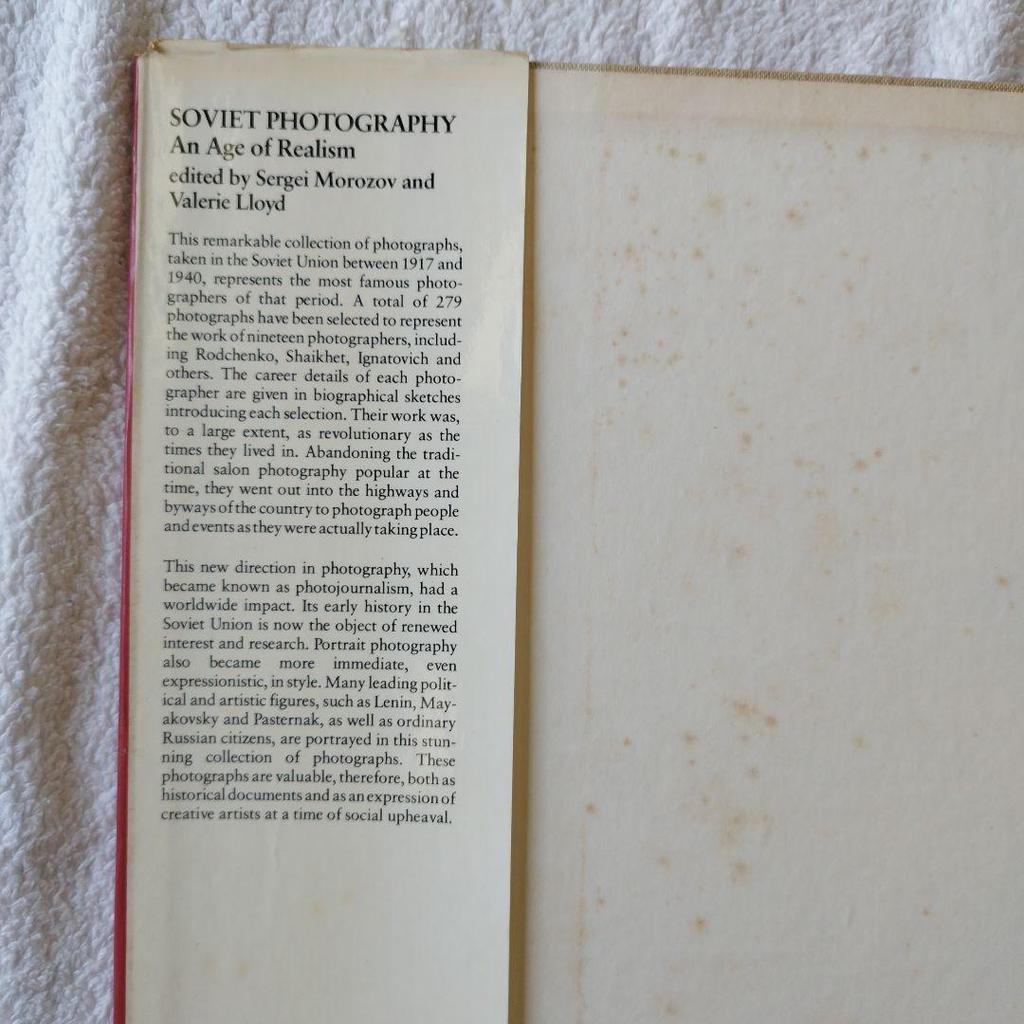 SOVIET PHOTOGRAPHY
An Age of Realism
edited by Sergei Morozov and
Valerie Lloyd
This remarkable collection of photographs,
taken in the Soviet Union between 1917 and
1940, represents the most famous photo-
graphers of that period. A total of 279
photographs have been selected to represent
the work of nineteen photographers, includ-
ing Rodchenko, Shaikhet, Ignatovich and
others. The career details of each photo-
grapher are given in biographical sketches
introducing each selection. Their work was,
to a large extent, as revolutionary as the
times they lived in. Abandoning the tradi-
tional salon photography popular at the
time, they went out into the highways and
byways of the country to photograph people
and events as they were actually taking place.
This new direction in photography, which
became known as photojournalism, had a
worldwide impact. Its early history in the
Soviet Union is now the object of renewed
interest and research. Portrait photography
also became more immediate, even
expressionistic, in style. Many leading polit-
ical and artistic figures, such as Lenin, May-
akovsky and Pasternak, as well as ordinary
Russian citizens, are portrayed in this stun-
ning collection of photographs. These
photographs are valuable, therefore, both as
historical documents and as an expression of
creative artists at a time of social upheaval.